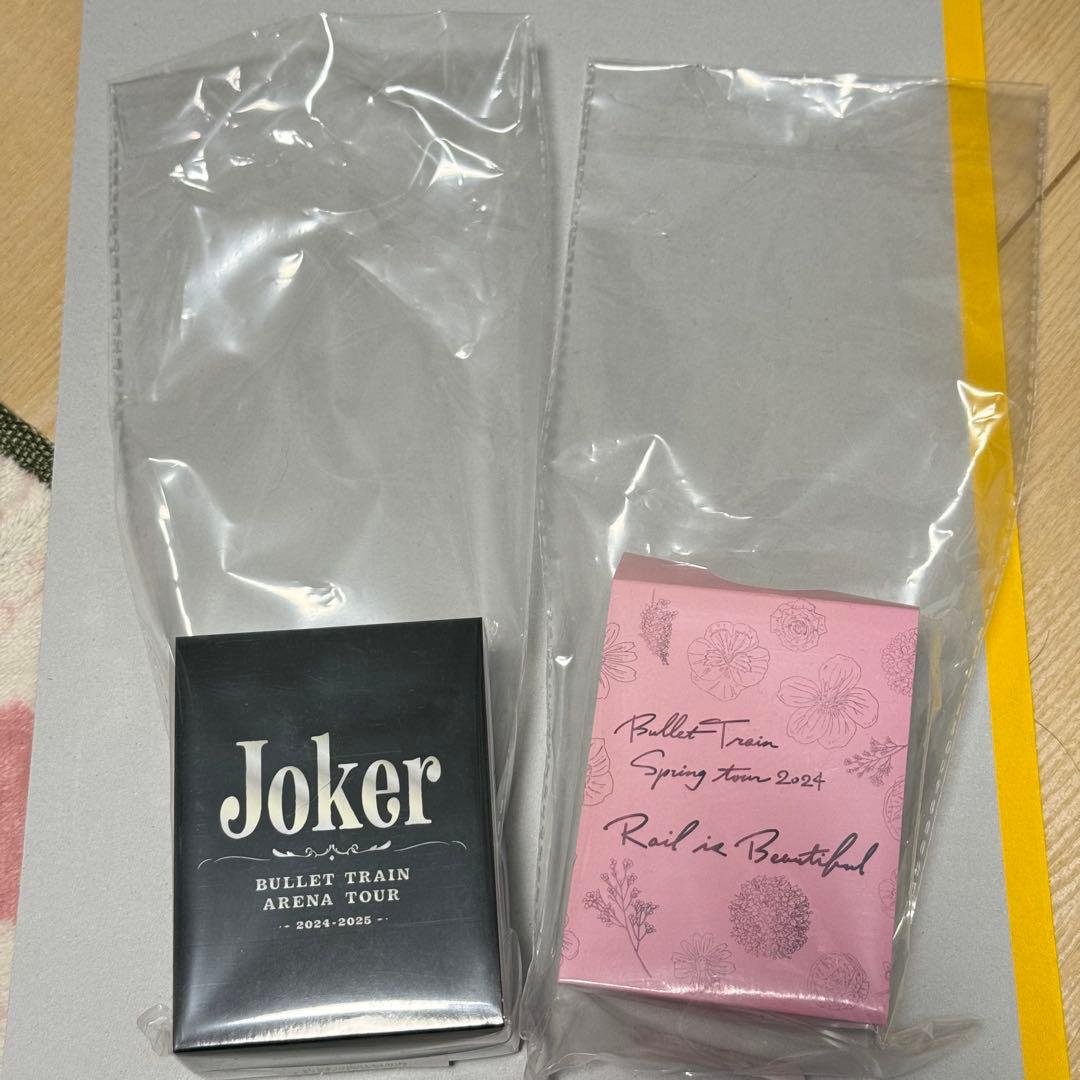 Joker
BULLET TRAIN
ARENA TOUR
2024-2025
Bullet Train
Spring tour 2024
Rail is Beautiful